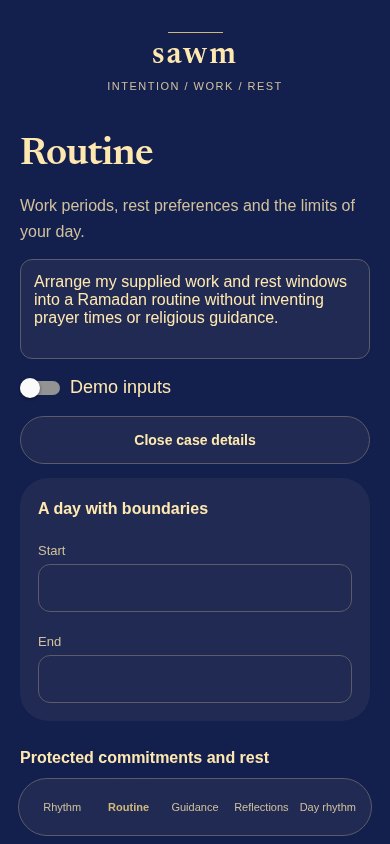 sawm
INTENTION / WORK / REST
Routine
Work periods, rest preferences and the limits of
your day.
Arrange my supplied work and rest windows
into a Ramadan routine without inventing
prayer times or religious guidance.
Demo inputs
Close case details
A day with boundaries
Start
End
Protected commitments and rest
Rhythm Routine Guidance Reflections Day rhythm